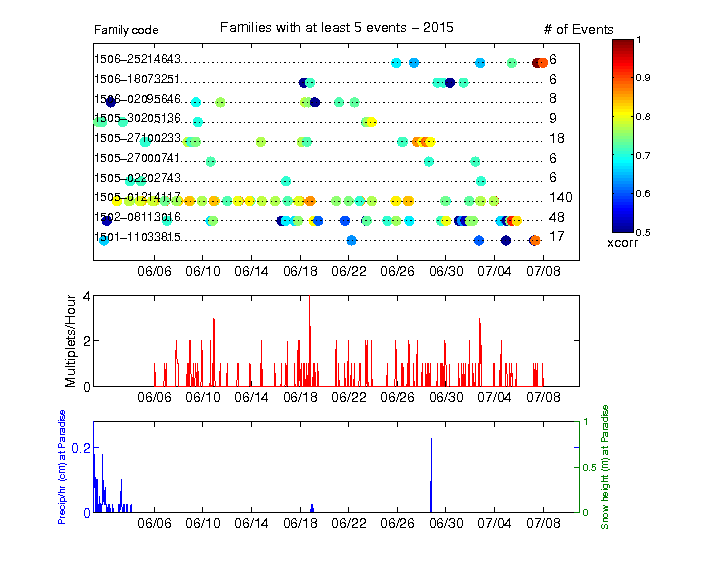 Family code
Families with at least 5 events − 2015
# of Events
1506−25214643 6
1506−18073251 6
1506−02095646 8
1505−30205136 9
1505−27100233 18
1505−27000741 6
1505−02202743 6
1505−01214117 140
1502−08113016 48
1501−11033815 17
06/06 06/10 06/14 06/18 06/22 06/26 06/30 07/04 07/08
1
0.9
0.8
0.7
0.6
0.5
xcorr
Multiplets/Hour
4
2
0
06/06 06/10 06/14 06/18 06/22 06/26 06/30 07/04 07/08
Precip/hr (cm) at Paradise
0.2
0
1
0.5
0
Snow height (m) at Paradise
06/06 06/10 06/14 06/18 06/22 06/26 06/30 07/04 07/08